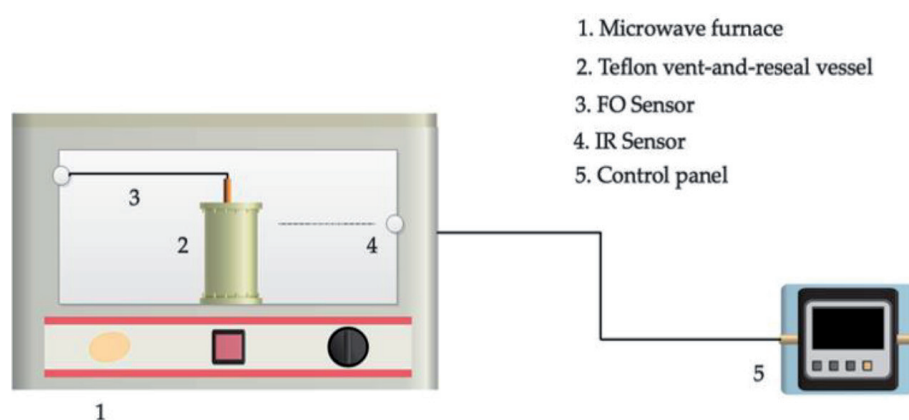 1. Microwave furnace
2. Teflon vent-and-reseal vessel
3. FO Sensor
4. IR Sensor
5. Control panel
3
2
4
5
1